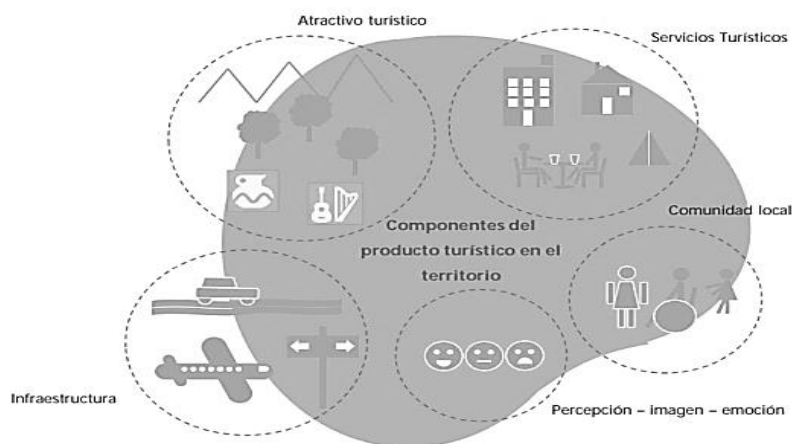 Atractivo turístico
Servicios Turísticos
Comunidad local
Componentes del
producto turístico en el
territorio
Infraestructura
Percepción – imagen – emoción